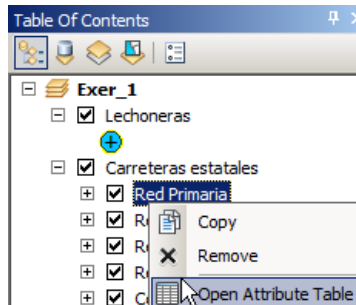 Table Of Contents
Exer_1
Lechoneras
Carreteras estatales
Red Primaria
Copy
Remove
Open Attribute Table